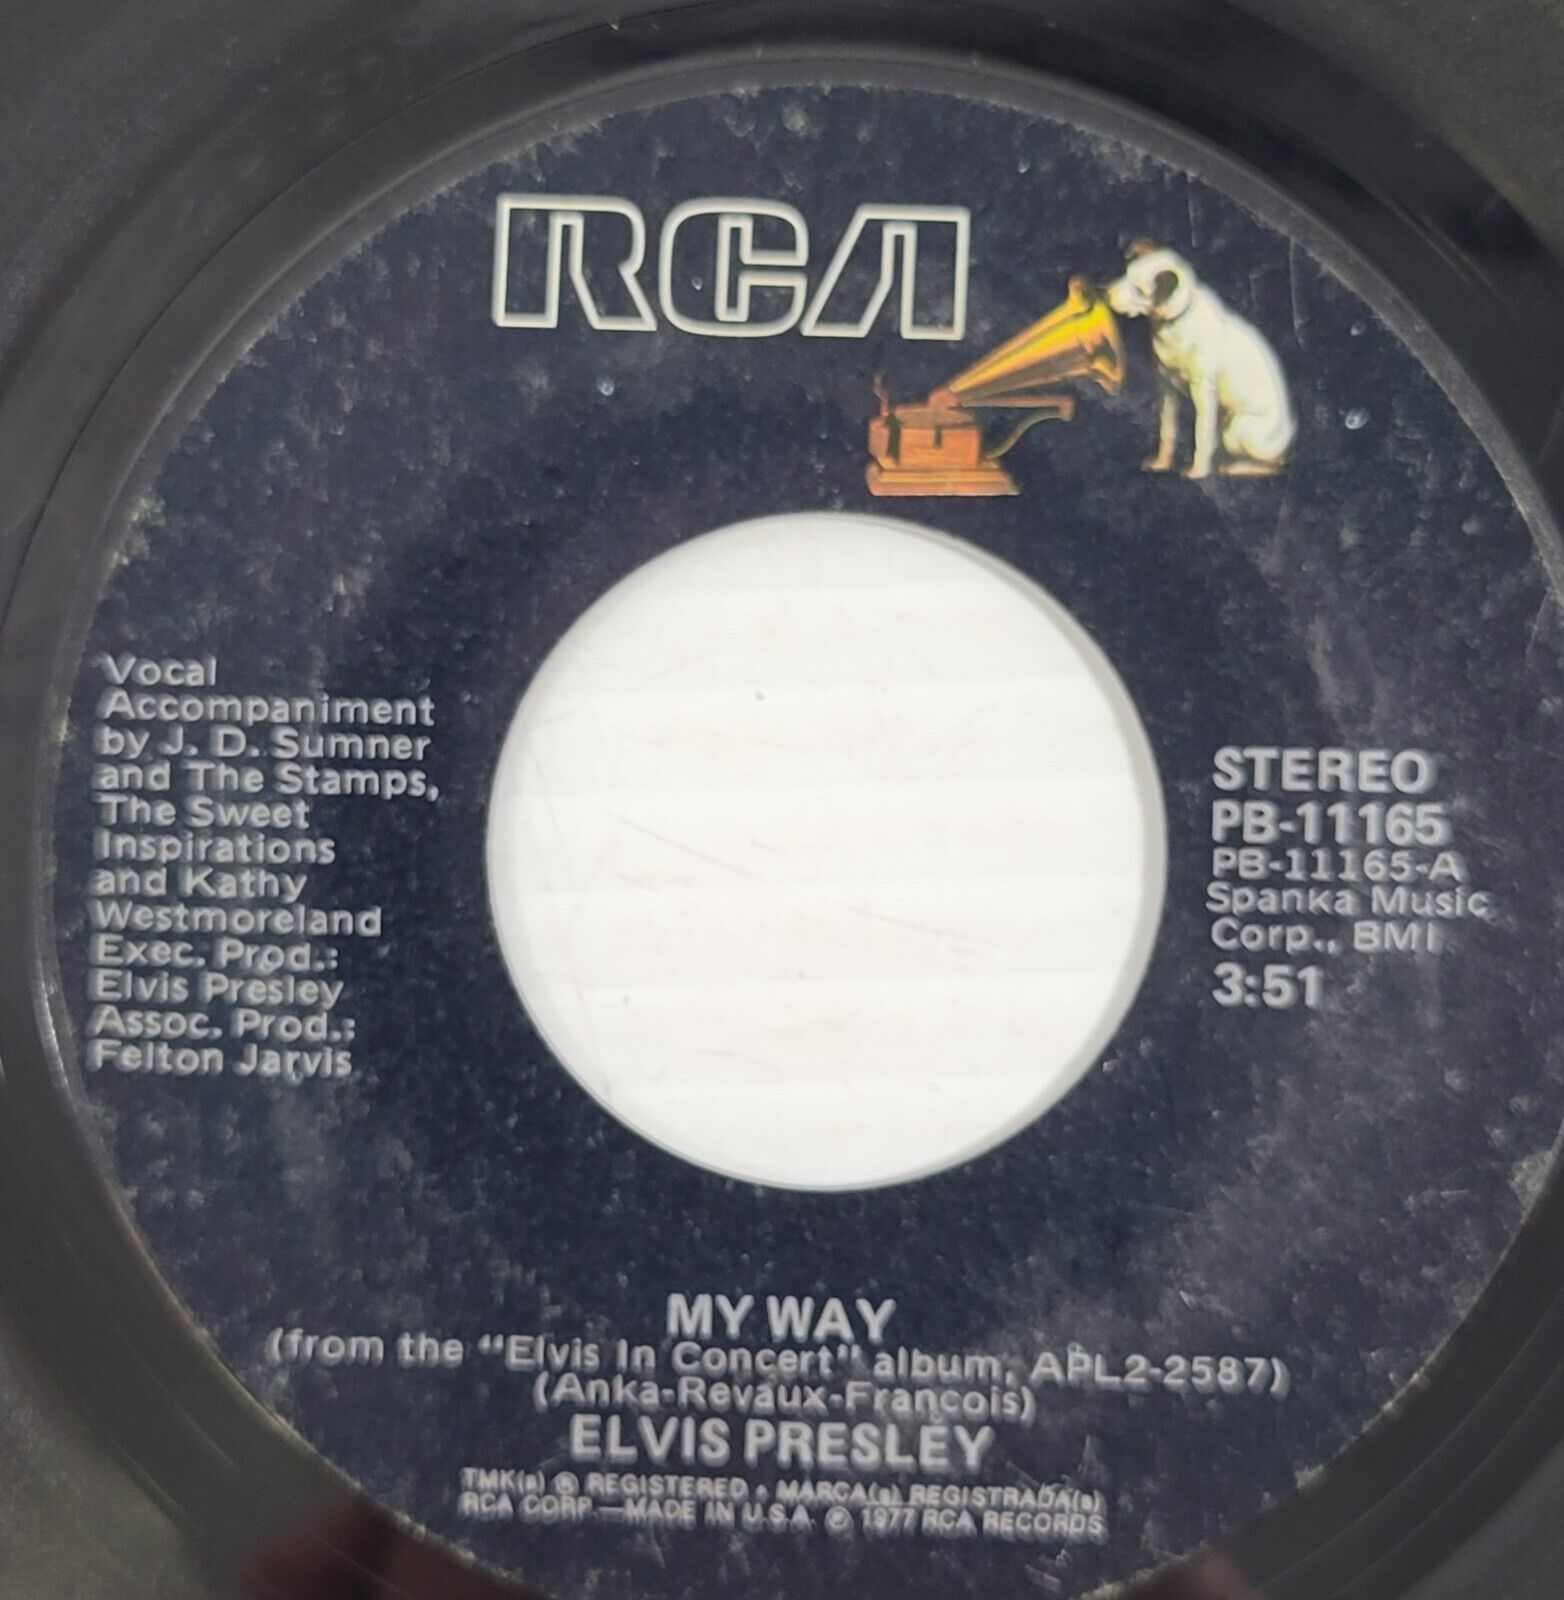 RCA
Vocal
Accompaniment
by J. D. Sumner
and The Stamps,
The Sweet
Inspirations
and Kathy
Westmoreland
Exec. Prod.:
Elvis Presley
Assoc. Prod.:
Felton Jarvis
STEREO
PB-11165
PB-11165-A
Spanka Music
Corp., BMI
3:51
MY WAY
(from the "Elvis In Concert" album, APL2-2587)
(Anka-Revaux-Francois)
ELVIS PRESLEY
TMK(s) ® REGISTERED • MARCA(s) REGISTRADA(s)
RCA CORP.—MADE IN U.S.A. ℗ 1977 RCA RECORDS